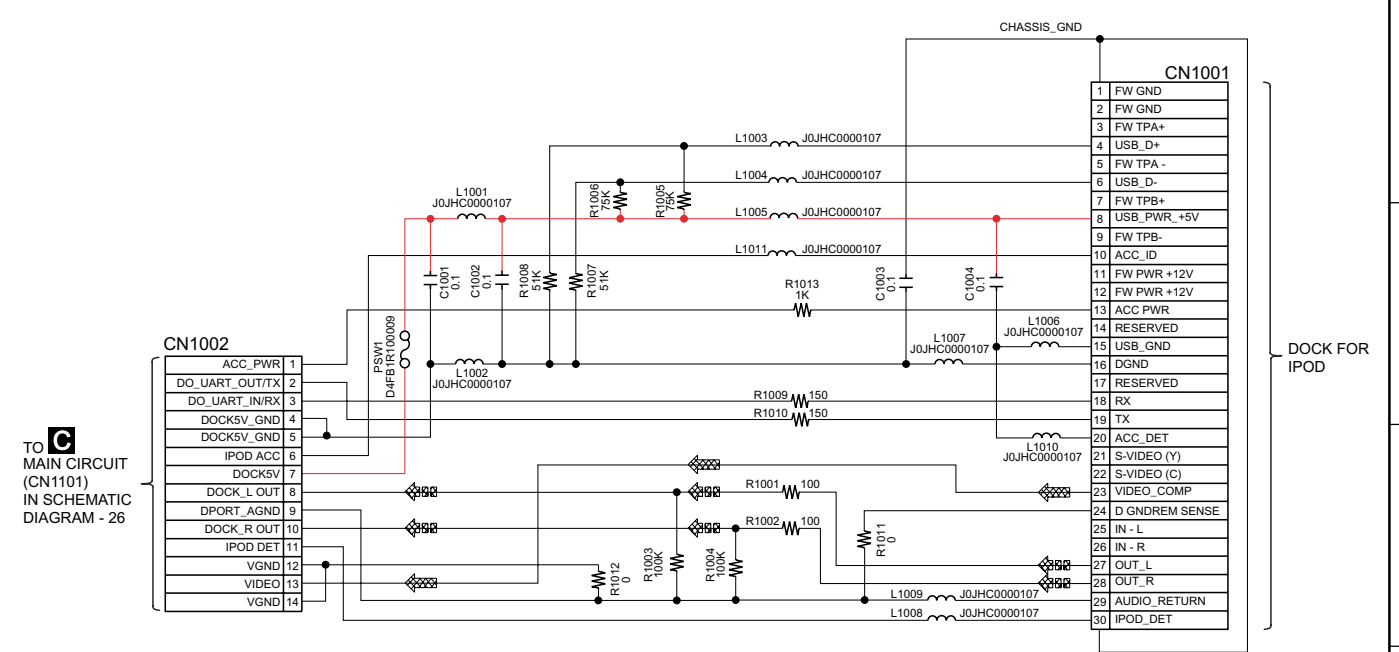 CHASSIS_GND
CN1001
1 FW GND
2 FW GND
3 FW TPA+
4 USB_D+
5 FW TPA -
6 USB_D-
7 FW TPB+
8 USB_PWR_+5V
9 FW TPB-
10 ACC_ID
11 FW PWR +12V
12 FW PWR +12V
13 ACC PWR
14 RESERVED
15 USB_GND
16 DGND
17 RESERVED
18 RX
19 TX
20 ACC_DET
21 S-VIDEO (Y)
22 S-VIDEO (C)
23 VIDEO_COMP
24 D GNDREM SENSE
25 IN - L
26 IN - R
27 OUT_L
28 OUT_R
29 AUDIO_RETURN
30 IPOD_DET
DOCK FOR
IPOD
L1003 J0JHC0000107
L1004 J0JHC0000107
L1005 J0JHC0000107
L1011 J0JHC0000107
L1001
J0JHC0000107
R1006
75K
R1005
75K
C1001
0.1
C1002
0.1
R1008
51K
R1007
51K
C1003
0.1
C1004
0.1
R1013
1K
L1006
J0JHC0000107
L1007
J0JHC0000107
PSW1
D4FB1R100009
L1002
J0JHC0000107
R1009 150
R1010 150
L1010
J0JHC0000107
R1001 100
R1002 100
R1011
0
R1012
0
R1003
100K
R1004
100K
L1009 J0JHC0000107
L1008 J0JHC0000107
CN1002
ACC_PWR 1
DO_UART_OUT/TX 2
DO_UART_IN/RX 3
DOCK5V_GND 4
DOCK5V_GND 5
IPOD ACC 6
DOCK5V 7
DOCK_L OUT 8
DPORT_AGND 9
DOCK_R OUT 10
IPOD DET 11
VGND 12
VIDEO 13
VGND 14
TO C
MAIN CIRCUIT
(CN1101)
IN SCHEMATIC
DIAGRAM - 26